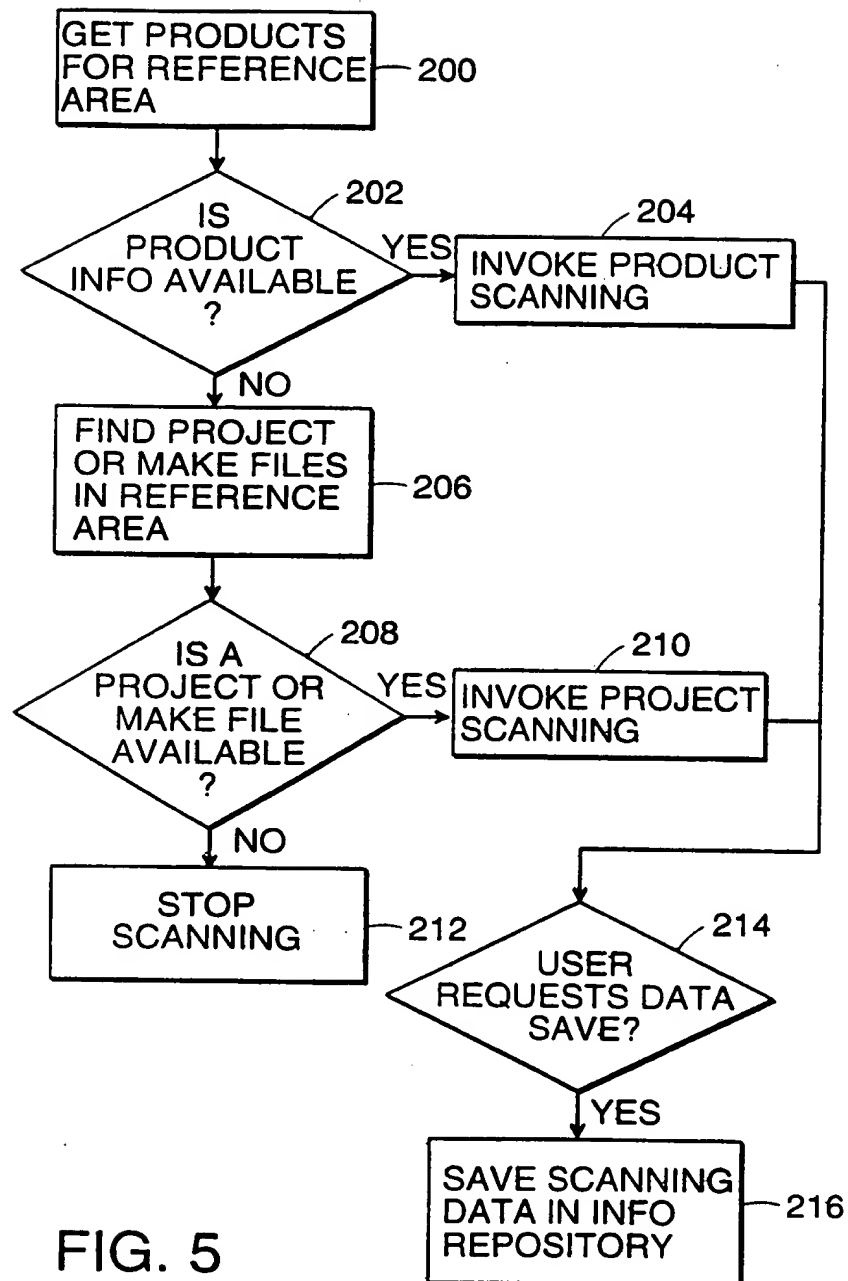 GET PRODUCTS
FOR REFERENCE
AREA
200
202
IS
PRODUCT
INFO AVAILABLE
?
YES
204
INVOKE PRODUCT
SCANNING
NO
FIND PROJECT
OR MAKE FILES
IN REFERENCE
AREA
206
208
IS A
PROJECT OR
MAKE FILE
AVAILABLE
?
YES
210
INVOKE PROJECT
SCANNING
NO
STOP
SCANNING
212
214
USER
REQUESTS DATA
SAVE?
YES
SAVE SCANNING
DATA IN INFO
REPOSITORY
216
FIG. 5